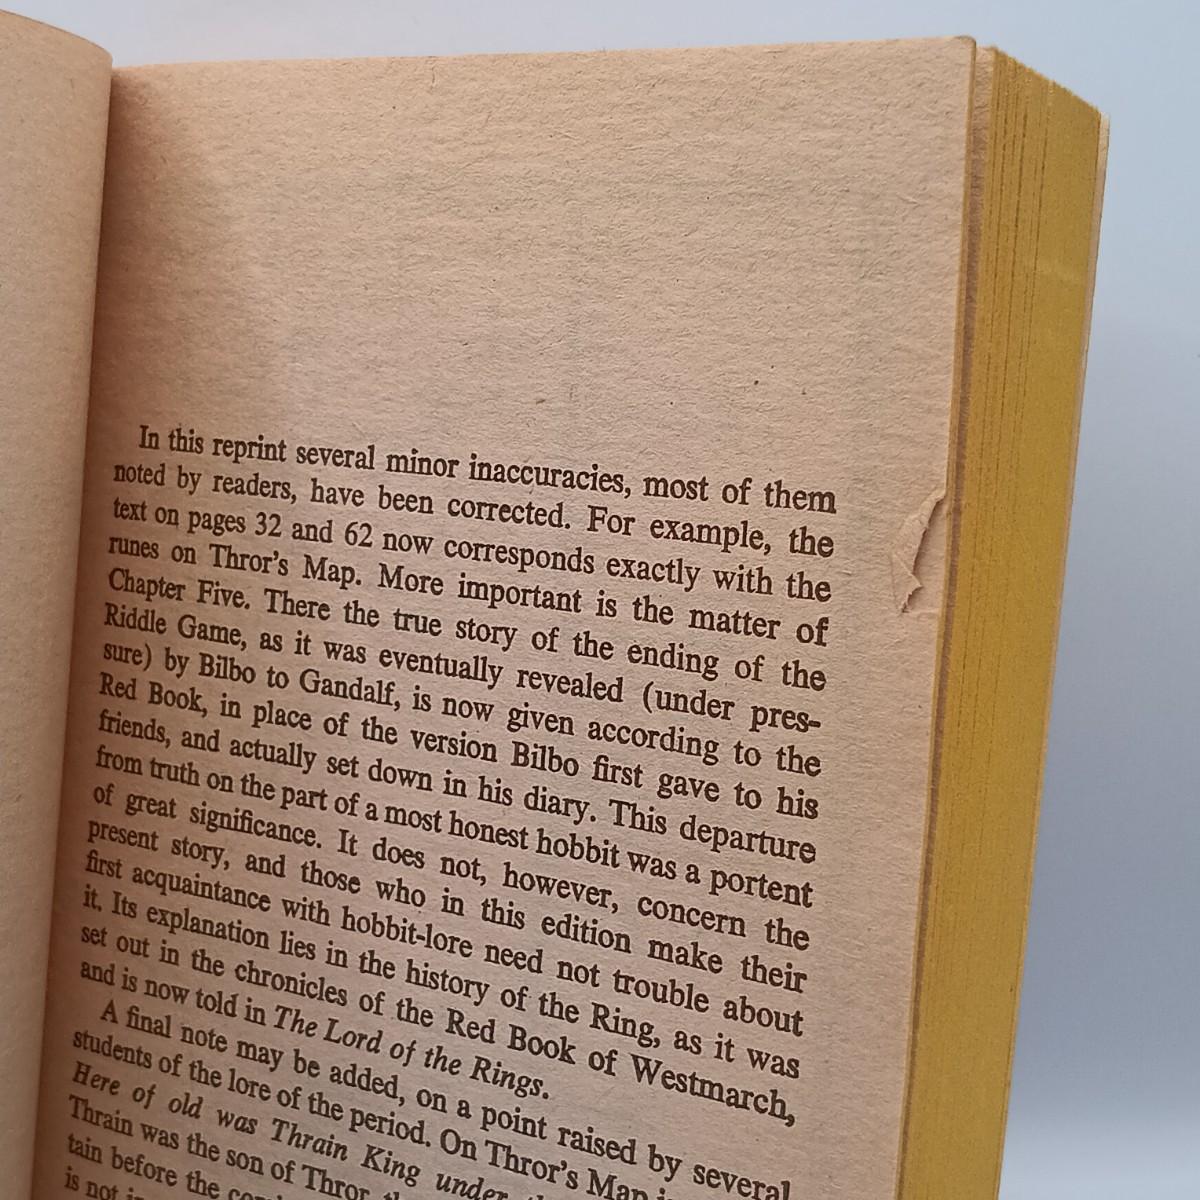 In this reprint several minor inaccuracies, most of them
noted by readers, have been corrected. For example, the
text on pages 32 and 62 now corresponds exactly with the
runes on Thror's Map. More important is the matter of
Chapter Five. There the true story of the ending of the
Riddle Game, as it was eventually revealed (under pres-
sure) by Bilbo to Gandalf, is now given according to the
Red Book, in place of the version Bilbo first gave to his
friends, and actually set down in his diary. This departure
from truth on the part of a most honest hobbit was a portent
of great significance. It does not, however, concern the
present story, and those who in this edition make their
first acquaintance with hobbit-lore need not trouble about
it. Its explanation lies in the history of the Ring, as it was
set out in the chronicles of the Red Book of Westmarch,
and is now told in The Lord of the Rings.
A final note may be added, on a point raised by several
students of the lore of the period. On Thror's Map is
Here of old was Thrain King under
Thrain was the son of Thror,
tain before the
is not